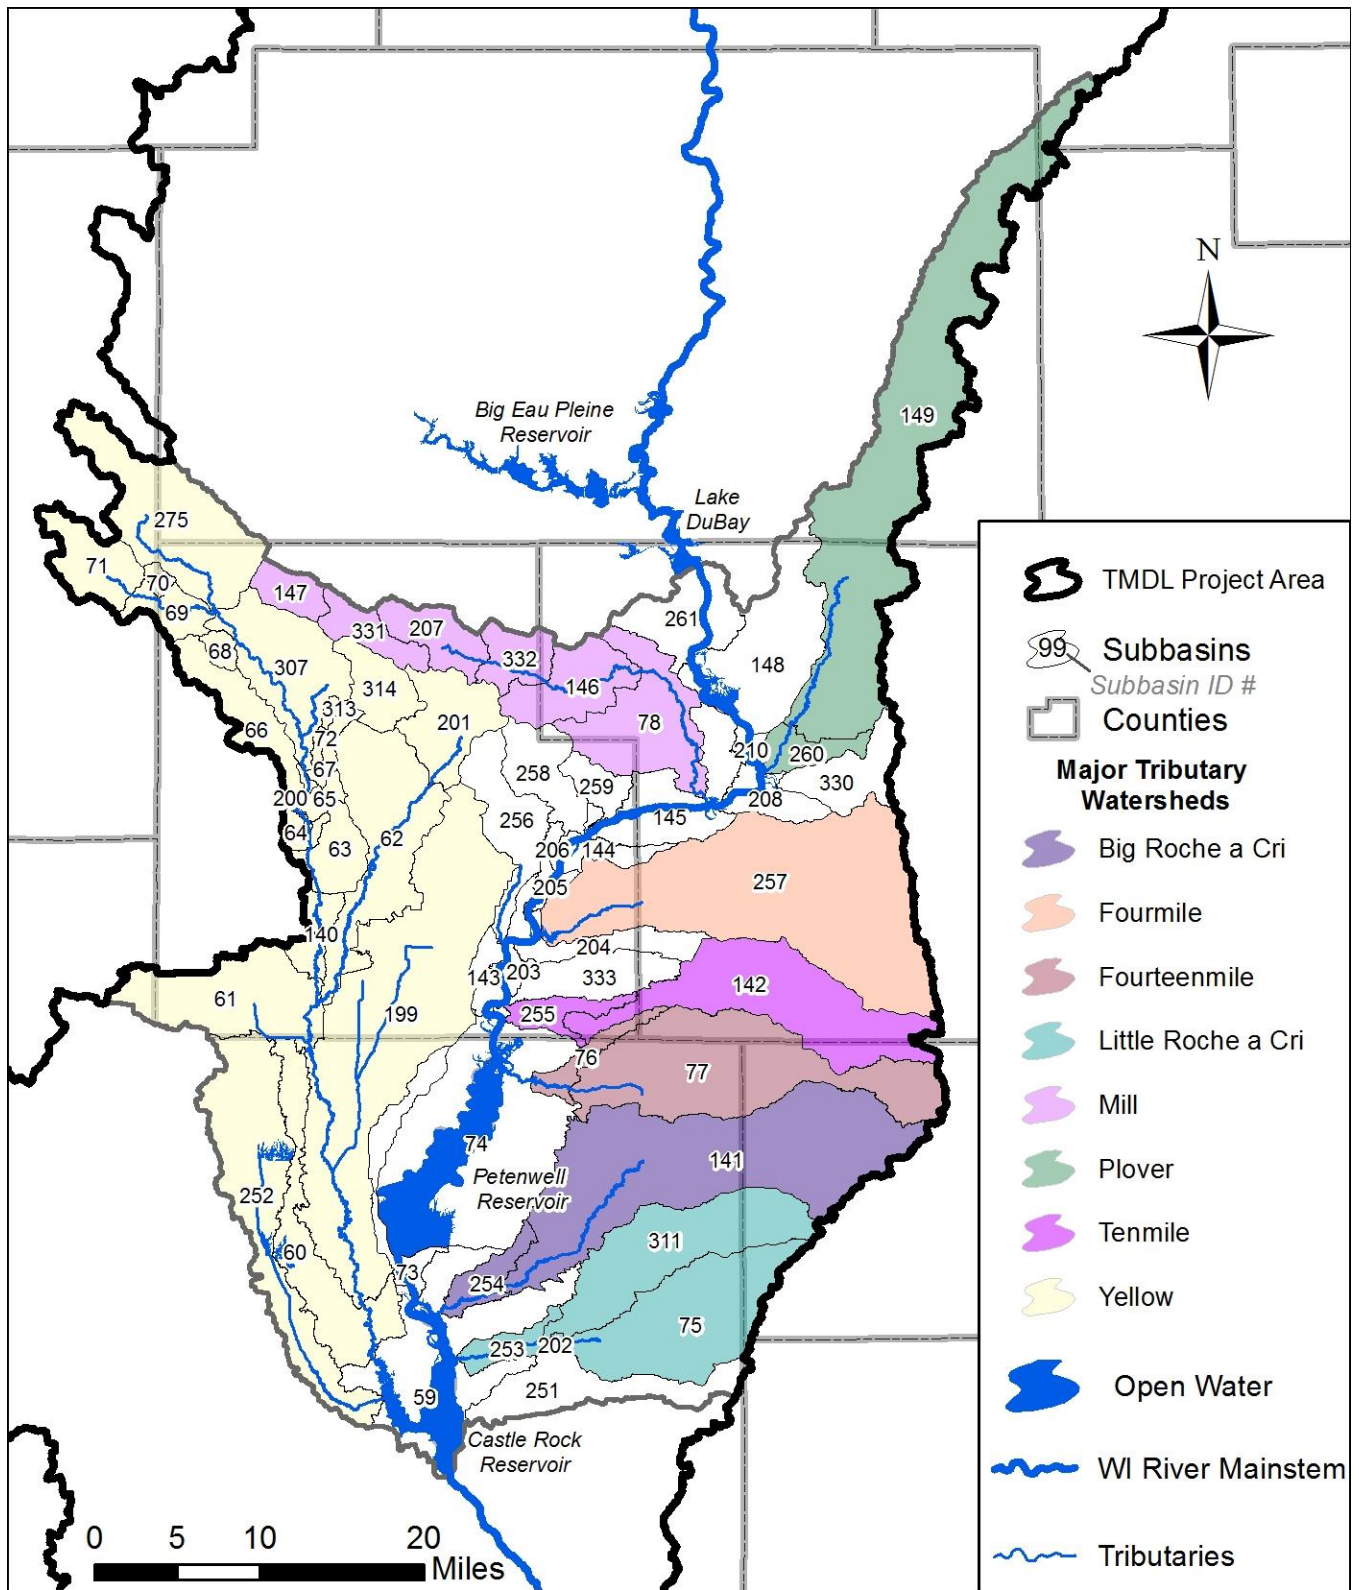 N
Big Eau Pleine
Reservoir
149
Lake
DuBay
275
71
70
147
69
331
207
261
68
307
332
148
314
146
313
201
78
66
72
210
260
67
258
259
330
200
65
208
256
145
64
63
62
206
144
257
205
140
204
143
203
333
142
61
199
255
76
77
74
141
Petenwell
Reservoir
252
60
311
73
254
75
253
202
59
251
Castle Rock
Reservoir
0
5
10
20
Miles
TMDL Project Area
99
Subbasins
Subbasin ID #
Counties
Major Tributary
Watersheds
Big Roche a Cri
Fourmile
Fourteenmile
Little Roche a Cri
Mill
Plover
Tenmile
Yellow
Open Water
WI River Mainstem
Tributaries